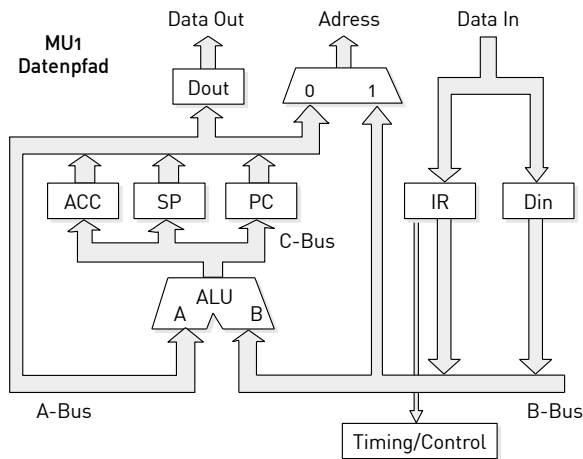 MU1
Datenpfad
Data Out
Adress
Data In
Dout
0 1
ACC
SP
PC
IR
Din
C-Bus
ALU
A B
A-Bus
B-Bus
Timing/Control